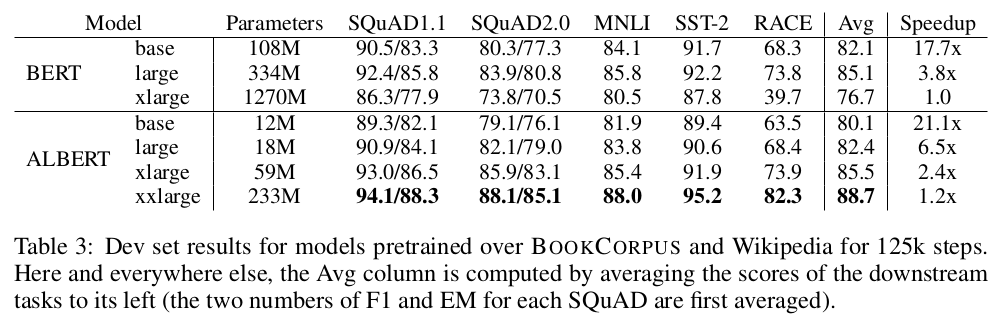 Model Parameters SQuAD1.1 SQuAD2.0 MNLI SST-2 RACE Avg Speedup
base 108M 90.5/83.3 80.3/77.3 84.1 91.7 68.3 82.1 17.7x
BERT large 334M 92.4/85.8 83.9/80.8 85.8 92.2 73.8 85.1 3.8x
xlarge 1270M 86.3/77.9 73.8/70.5 80.5 87.8 39.7 76.7 1.0
base 12M 89.3/82.1 79.1/76.1 81.9 89.4 63.5 80.1 21.1x
ALBERT large 18M 90.9/84.1 82.1/79.0 83.8 90.6 68.4 82.4 6.5x
xlarge 59M 93.0/86.5 85.9/83.1 85.4 91.9 73.9 85.5 2.4x
xxlarge 233M 94.1/88.3 88.1/85.1 88.0 95.2 82.3 88.7 1.2x
Table 3: Dev set results for models pretrained over BOOKCORPUS and Wikipedia for 125k steps.
Here and everywhere else, the Avg column is computed by averaging the scores of the downstream
tasks to its left (the two numbers of F1 and EM for each SQuAD are first averaged).